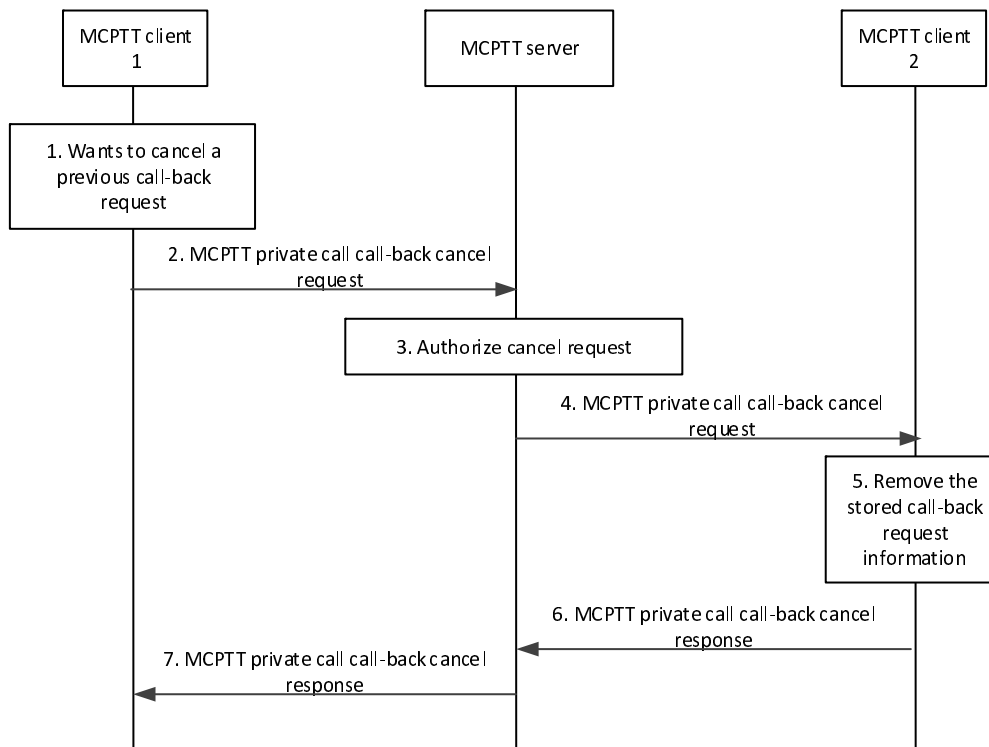 MCPTT client
1
MCPTT server
MCPTT client
2
1. Wants to cancel a
previous call-back
request
2. MCPTT private call call-back cancel
request
3. Authorize cancel request
4. MCPTT private call call-back cancel
request
5. Remove the
stored call-back
request
information
6. MCPTT private call call-back cancel
response
7. MCPTT private call call-back cancel
response